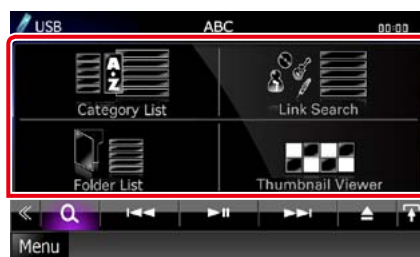 USB ABC 00:00
A-Z
Category List Link Search
Folder List Thumbnail Viewer
Menu